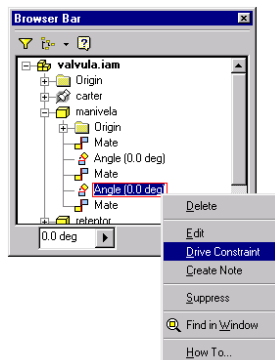 Browser Bar
valvula.iam
Origin
carter
manivela
Origin
Mate
Angle (0.0 deg)
Mate
Angle (0.0 deg)
Mate
retentor
0.0 deg
Delete
Edit
Drive Constraint
Create Note
Suppress
Find in Window
How To...